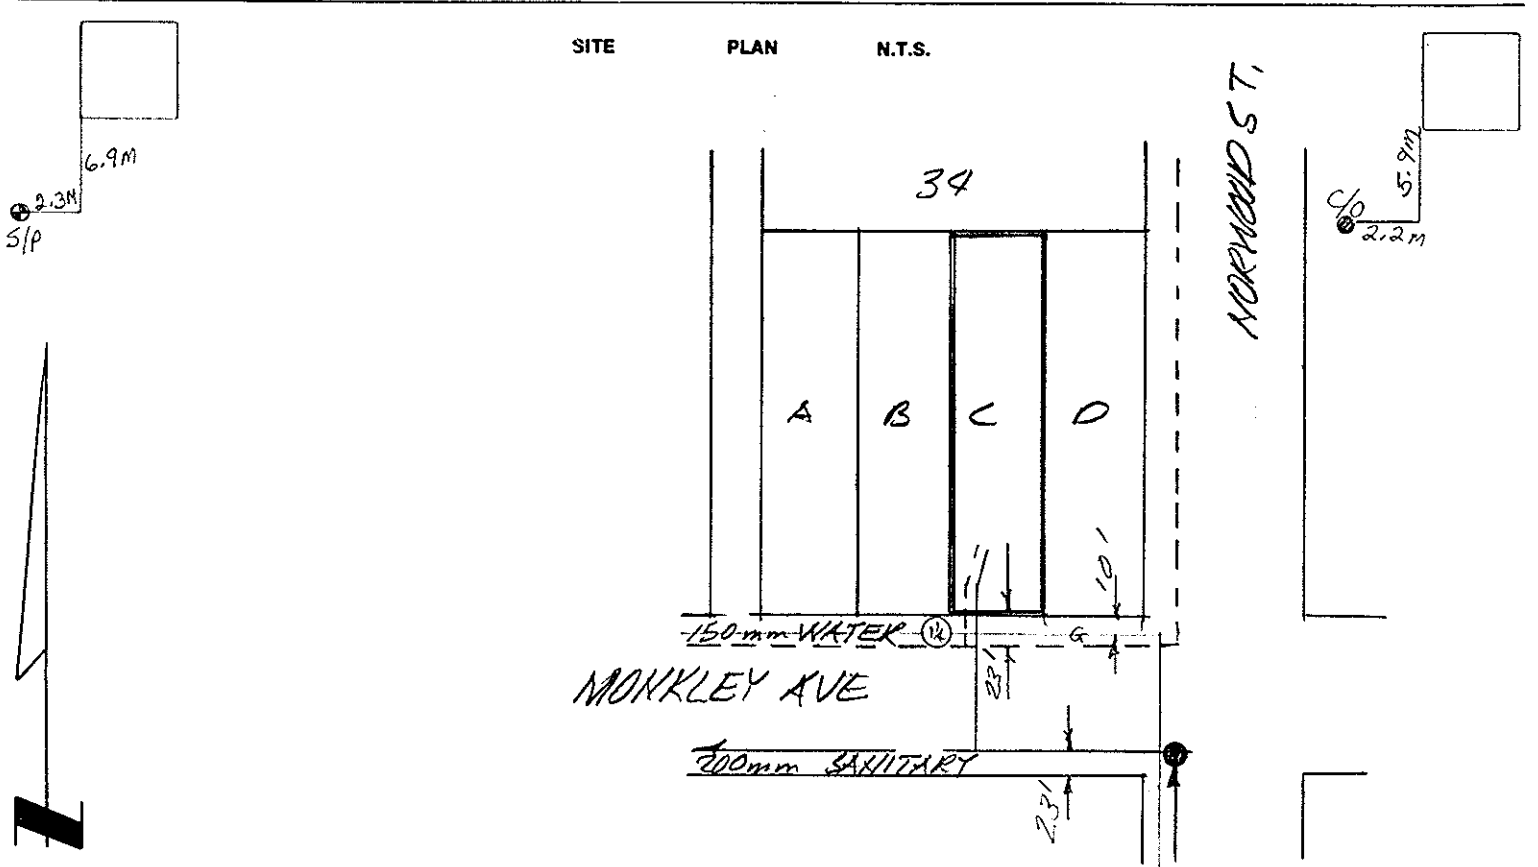 SITE PLAN N.T.S.
6.9M
2.3M
S/P
34
NORWOOD ST.
5.9m
C/O
2.2m
A B C D
10'
150mm WATER
G
23'
MONKLEY AVE
200mm SANITARY
23'